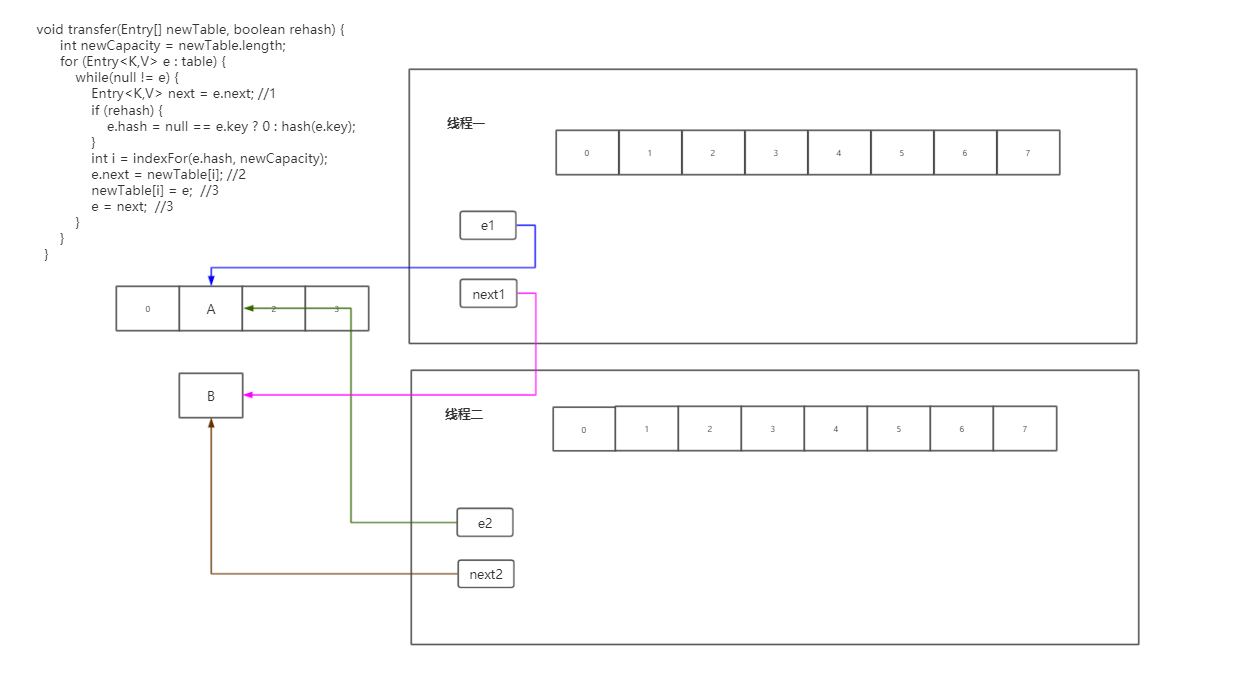 void transfer(Entry[] newTable, boolean rehash) {
int newCapacity = newTable.length;
for (Entry<K,V> e : table) {
while(null != e) {
Entry<K,V> next = e.next; //1
if (rehash) {
e.hash = null == e.key ? 0 : hash(e.key);
}
int i = indexFor(e.hash, newCapacity);
e.next = newTable[i]; //2
newTable[i] = e;  //3
e = next;  //3
}
}
}
线程一
0 1 2 3 4 5 6 7
e1
next1
0 A 2 3
B
线程二
0 1 2 3 4 5 6 7
e2
next2